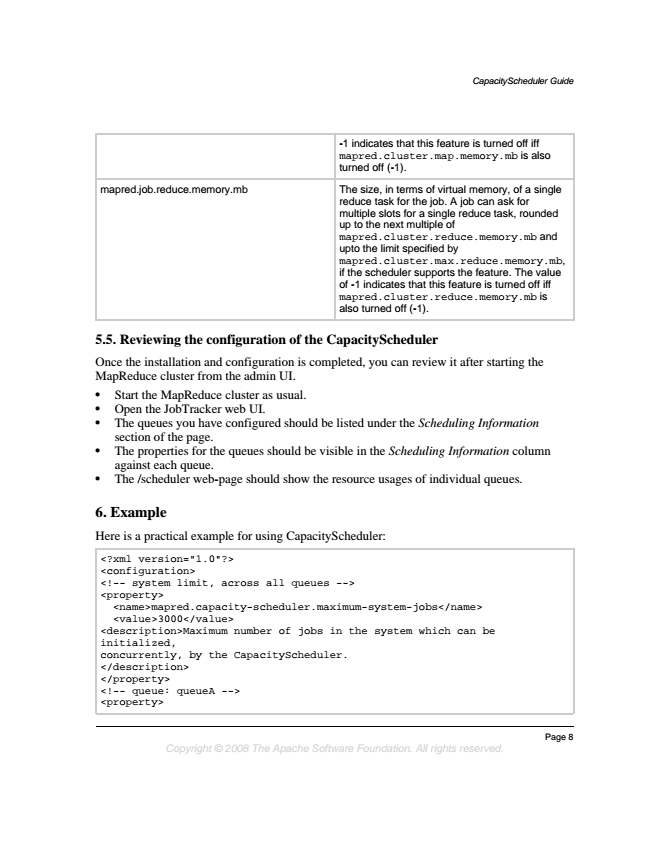 CapacityScheduler Guide
-1 indicates that this feature is turned off iff
mapred.cluster.map.memory.mb is also
turned off (-1).
mapred.job.reduce.memory.mb
The size, in terms of virtual memory, of a single
reduce task for the job. A job can ask for
multiple slots for a single reduce task, rounded
up to the next multiple of
mapred.cluster.reduce.memory.mb and
upto the limit specified by
mapred.cluster.max.reduce.memory.mb,
if the scheduler supports the feature. The value
of -1 indicates that this feature is turned off iff
mapred.cluster.reduce.memory.mb is
also turned off (-1).
5.5. Reviewing the configuration of the CapacityScheduler
Once the installation and configuration is completed, you can review it after starting the
MapReduce cluster from the admin UI.
• Start the MapReduce cluster as usual.
• Open the JobTracker web UI.
• The queues you have configured should be listed under the Scheduling Information
section of the page.
• The properties for the queues should be visible in the Scheduling Information column
against each queue.
• The /scheduler web-page should show the resource usages of individual queues.
6. Example
Here is a practical example for using CapacityScheduler:
<?xml version="1.0"?>
<configuration>
<!-- system limit, across all queues -->
<property>
<name>mapred.capacity-scheduler.maximum-system-jobs</name>
<value>3000</value>
<description>Maximum number of jobs in the system which can be
initialized,
concurrently, by the CapacityScheduler.
</description>
</property>
<!-- queue: queueA -->
<property>
Page 8
Copyright © 2008 The Apache Software Foundation. All rights reserved.